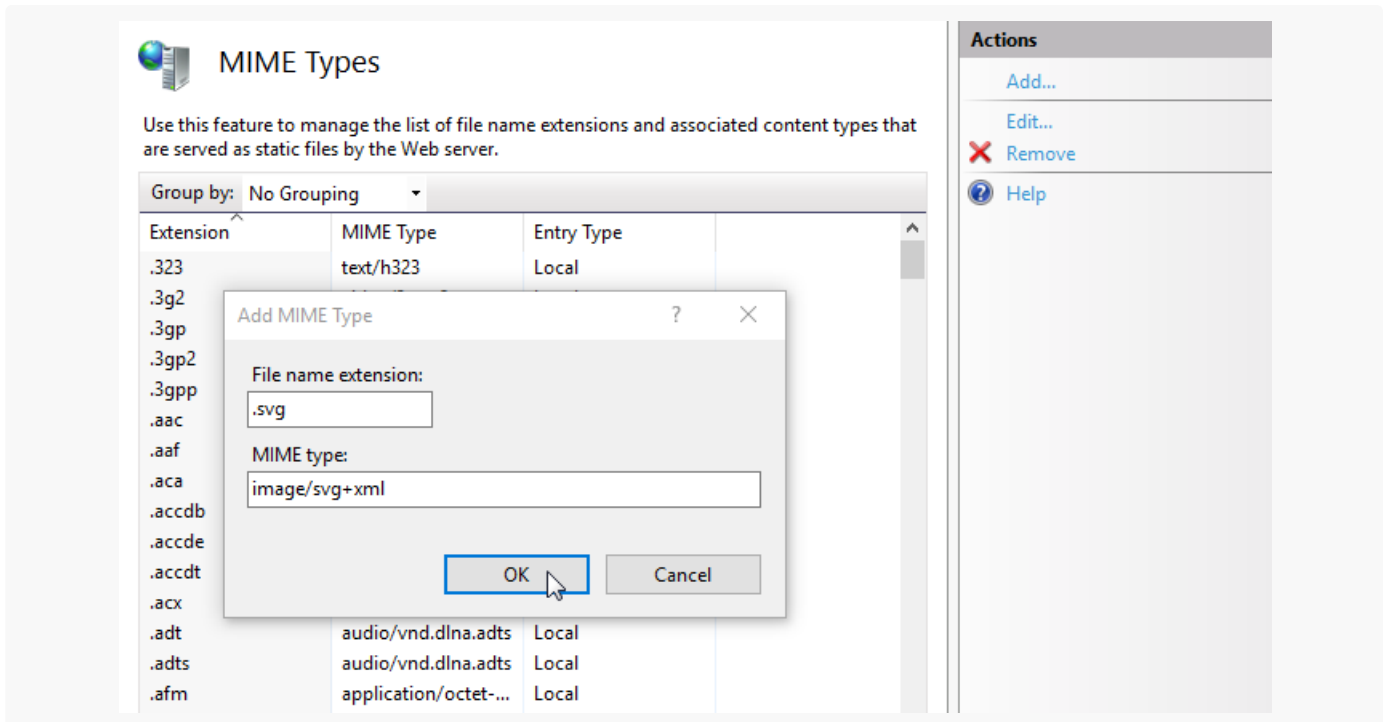 MIME Types
Use this feature to manage the list of file name extensions and associated content types that
are served as static files by the Web server.
Group by: No Grouping
Extension MIME Type Entry Type
.323 text/h323 Local
.3g2
.3gp
.3gp2
.3gpp
.aac
.aaf
.aca
.accdb
.accde
.accdt
.acx
.adt audio/vnd.dlna.adts Local
.adts audio/vnd.dlna.adts Local
.afm application/octet-... Local
Add MIME Type ?
File name extension:
.svg
MIME type:
image/svg+xml
OK Cancel
Actions
Add...
Edit...
Remove
? Help